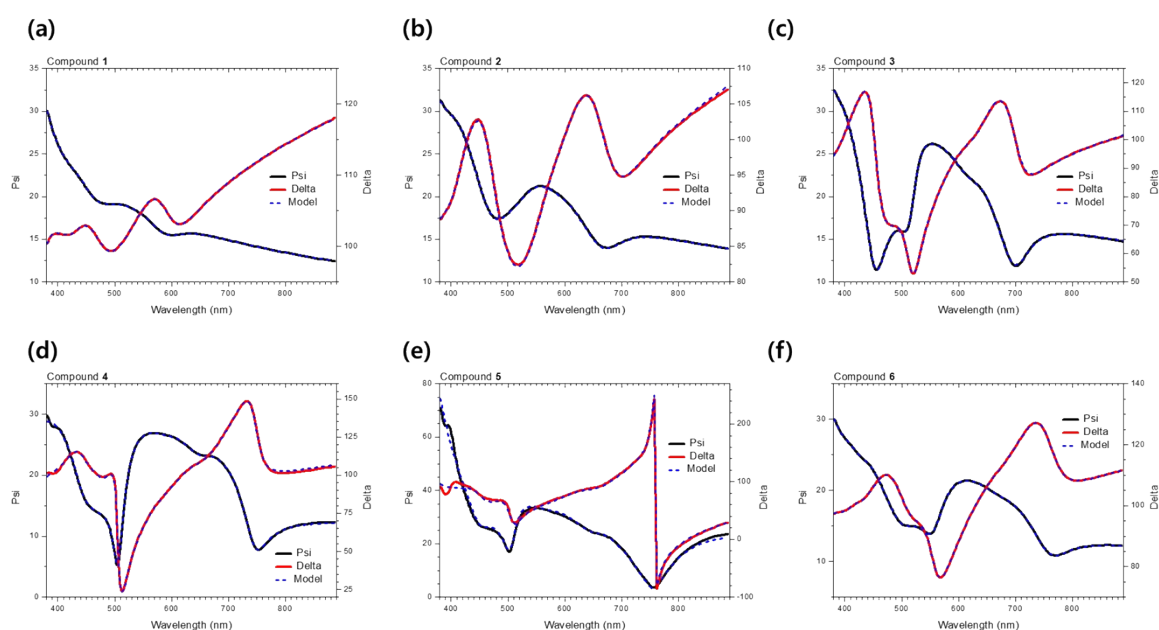 (a)
Compound 1
35
30
25
20
15
10
Psi
120
110
100
Delta
Psi
Delta
Model
400 500 600 700 800
Wavelength (nm)
(b)
Compound 2
35
30
25
20
15
10
Psi
110
105
100
95
90
85
80
Delta
Psi
Delta
Model
400 500 600 700 800
Wavelength (nm)
(c)
Compound 3
35
30
25
20
15
10
Psi
120
110
100
90
80
70
60
50
Delta
Psi
Delta
Model
400 500 600 700 800
Wavelength (nm)
(d)
Compound 4
30
20
10
0
Psi
150
125
100
75
50
25
Delta
Psi
Delta
Model
400 500 600 700 800
Wavelength (nm)
(e)
Compound 5
80
70
60
50
40
30
20
10
0
Psi
200
100
0
-100
Delta
Psi
Delta
Model
400 500 600 700 800
Wavelength (nm)
(f)
Compound 6
30
20
10
Psi
140
120
100
80
Delta
Psi
Delta
Model
400 500 600 700 800
Wavelength (nm)